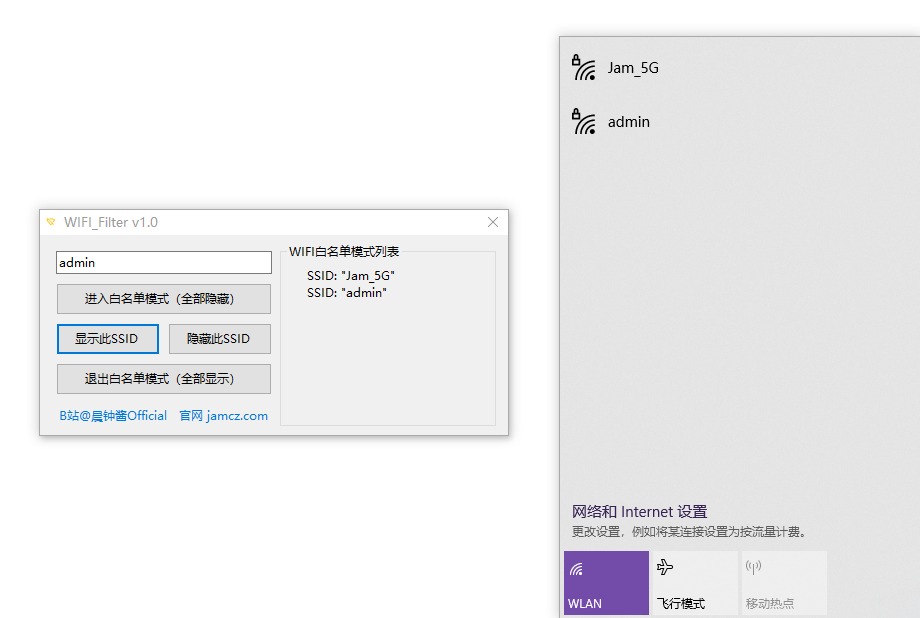 Jam_5G
admin
WIFI_Filter v1.0
admin
进入白名单模式（全部隐藏）
显示此SSID
隐藏此SSID
退出白名单模式（全部显示）
B站@晨钟酱Official
官网 jamcz.com
WIFI白名单模式列表
SSID: "Jam_5G"
SSID: "admin"
网络和 Internet 设置
更改设置，例如将某连接设置为按流量计费。
WLAN
飞行模式
移动热点